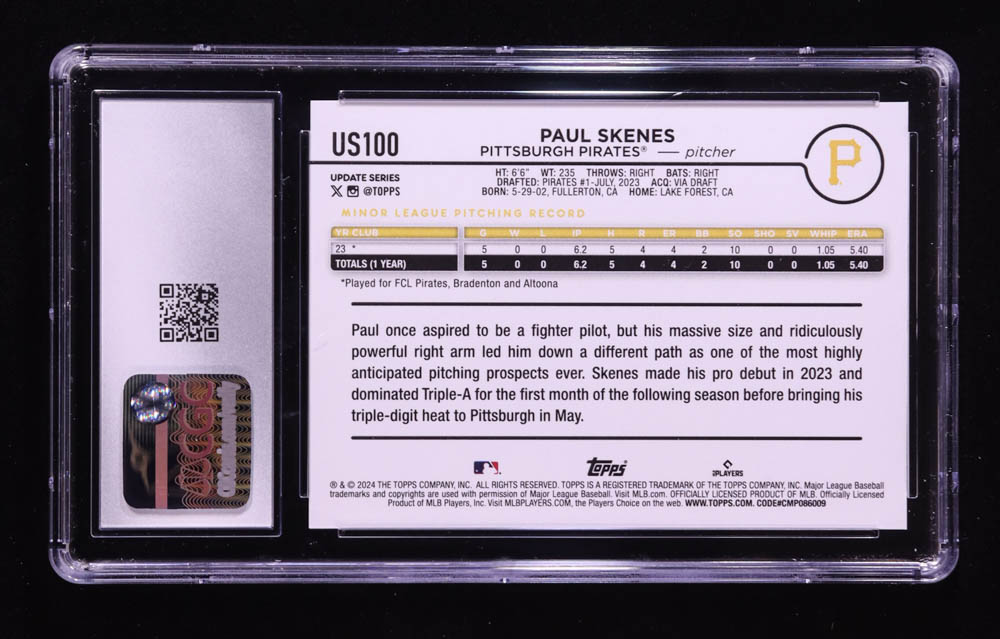 US100
PAUL SKENES
PITTSBURGH PIRATES® — pitcher
P
UPDATE SERIES
@TOPPS
HT: 6'6" WT: 235 THROWS: RIGHT BATS: RIGHT
DRAFTED: PIRATES #1-JULY, 2023 ACQ: VIA DRAFT
BORN: 5-29-02, FULLERTON, CA HOME: LAKE FOREST, CA
MINOR LEAGUE PITCHING RECORD
YR CLUB G W L IP H R ER BB SO SHO SV WHIP ERA
23 * 5 0 0 6.2 5 4 4 2 10 0 0 1.05 5.40
TOTALS (1 YEAR) 5 0 0 6.2 5 4 4 2 10 0 0 1.05 5.40
*Played for FCL Pirates, Bradenton and Altoona
Paul once aspired to be a fighter pilot, but his massive size and ridiculously
powerful right arm led him down a different path as one of the most highly
anticipated pitching prospects ever. Skenes made his pro debut in 2023 and
dominated Triple-A for the first month of the following season before bringing his
triple-digit heat to Pittsburgh in May.
Topps
PLAYERS
® & © 2024 THE TOPPS COMPANY, INC. ALL RIGHTS RESERVED. TOPPS IS A REGISTERED TRADEMARK OF THE TOPPS COMPANY, INC. Major League Baseball
trademarks and copyrights are used with permission of Major League Baseball. Visit MLB.com. OFFICIALLY LICENSED PRODUCT OF MLB. Officially Licensed
Product of MLB Players, Inc. Visit MLBPLAYERS.COM, the Players Choice on the web. WWW.TOPPS.COM. CODE#CMP086009